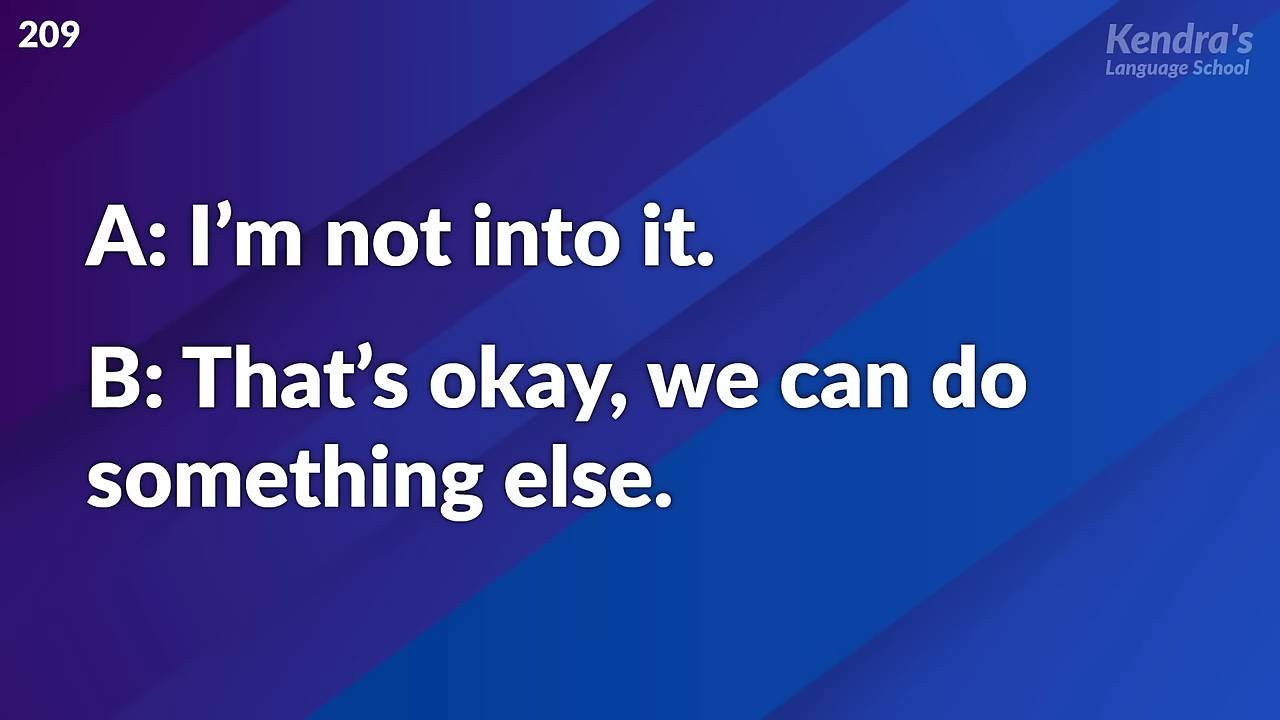 209
Kendra's
Language School
A: I’m not into it.
B: That’s okay, we can do
something else.